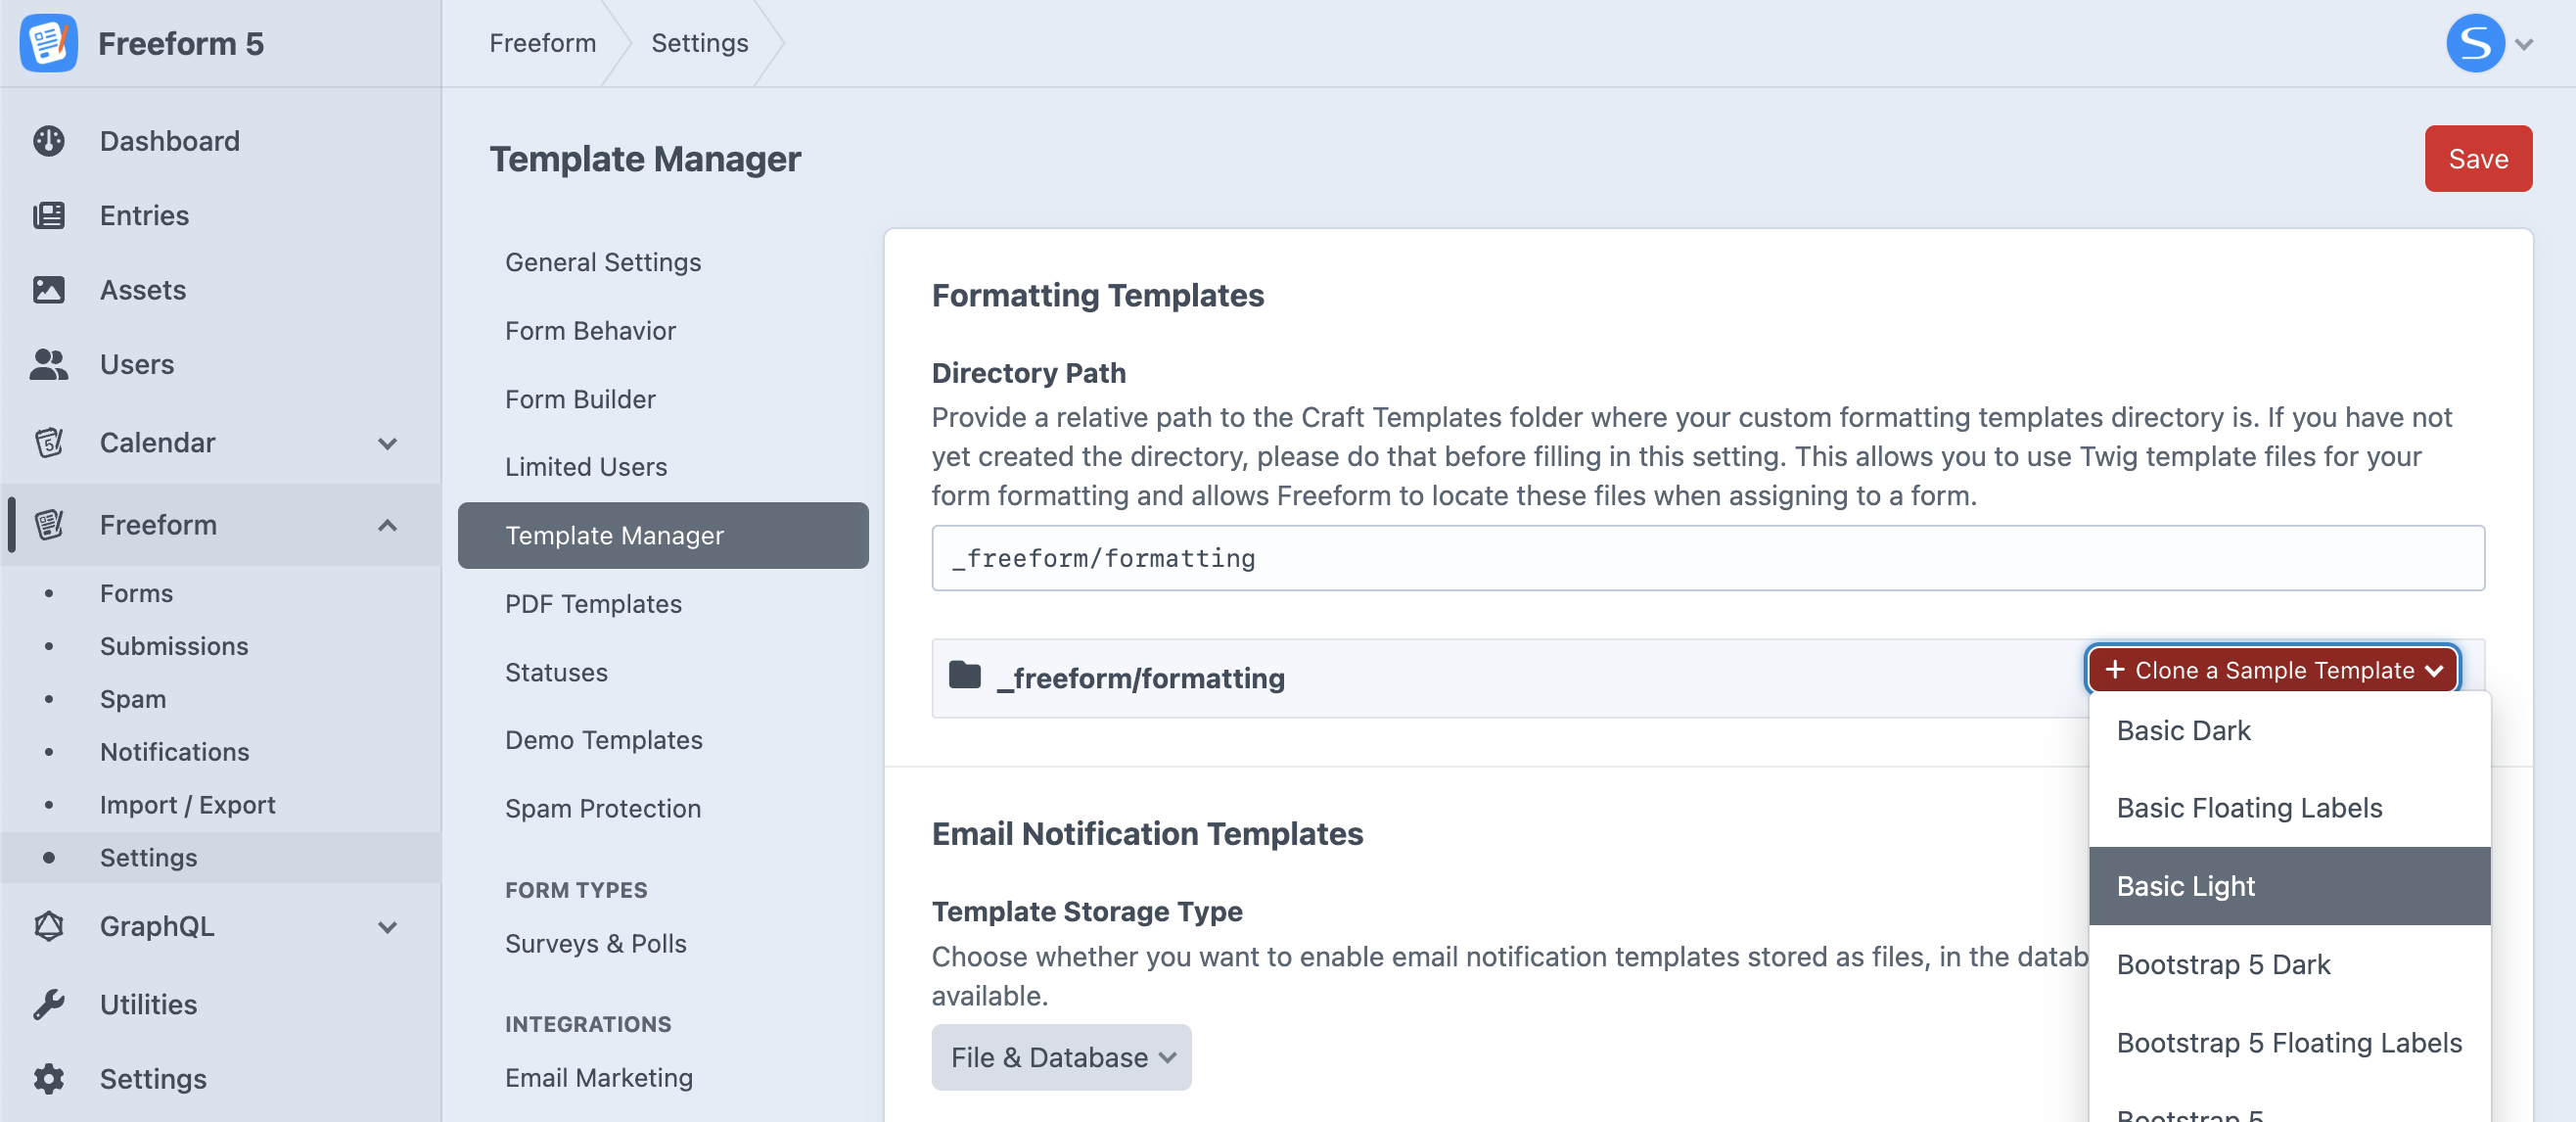 Freeform 5
Freeform
Settings
S
Dashboard
Entries
Assets
Users
Calendar
5
Freeform
Forms
Submissions
Spam
Notifications
Import / Export
Settings
GraphQL
Utilities
Settings
Template Manager
Save
General Settings
Form Behavior
Form Builder
Limited Users
Template Manager
PDF Templates
Statuses
Demo Templates
Spam Protection
FORM TYPES
Surveys & Polls
INTEGRATIONS
Email Marketing
Formatting Templates
Directory Path
Provide a relative path to the Craft Templates folder where your custom formatting templates directory is. If you have not
yet created the directory, please do that before filling in this setting. This allows you to use Twig template files for your
form formatting and allows Freeform to locate these files when assigning to a form.
_freeform/formatting
_freeform/formatting
+ Clone a Sample Template
Basic Dark
Basic Floating Labels
Basic Light
Bootstrap 5 Dark
Bootstrap 5 Floating Labels
Bootstrap 5
Email Notification Templates
Template Storage Type
Choose whether you want to enable email notification templates stored as files, in the datab
available.
File & Database